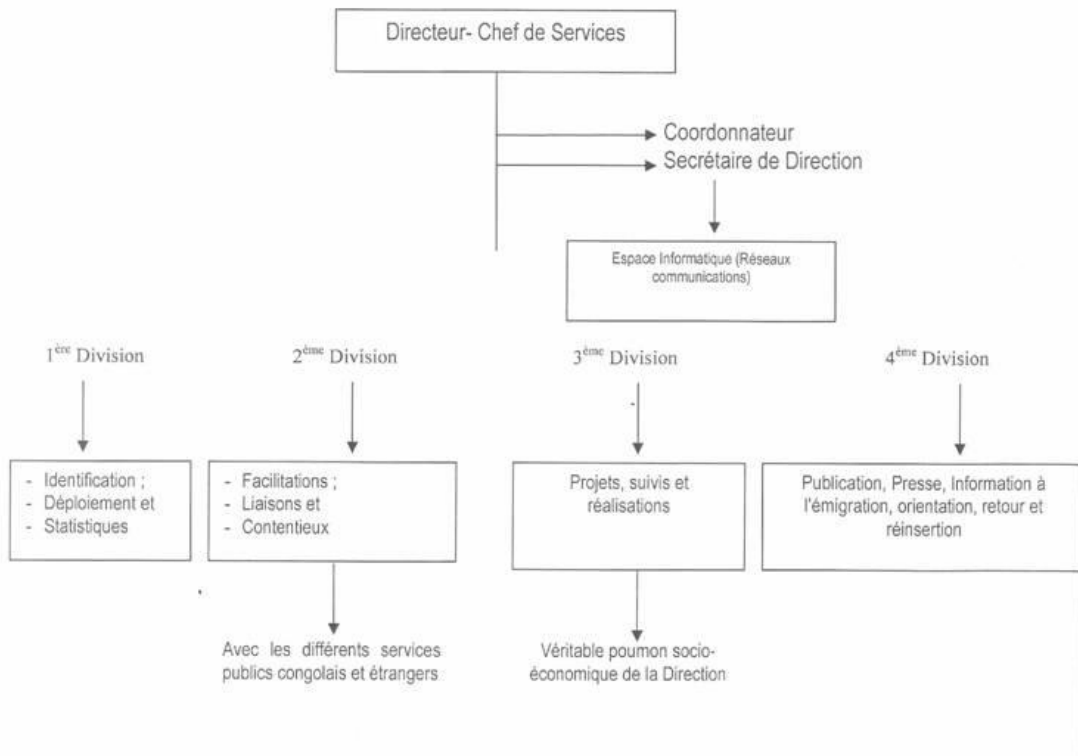 Directeur- Chef de Services
Coordonnateur
Secrétaire de Direction
Espace Informatique (Réseaux
communications)
1ère Division
2ème Division
3ème Division
4ème Division
- Identification ;
- Déploiement et
- Statistiques
- Facilitations ;
- Liaisons et
- Contentieux
Projets, suivis et
réalisations
Publication, Presse, Information à
l'émigration, orientation, retour et
réinsertion
Avec les différents services
publics congolais et étrangers
Véritable poumon socio-
économique de la Direction